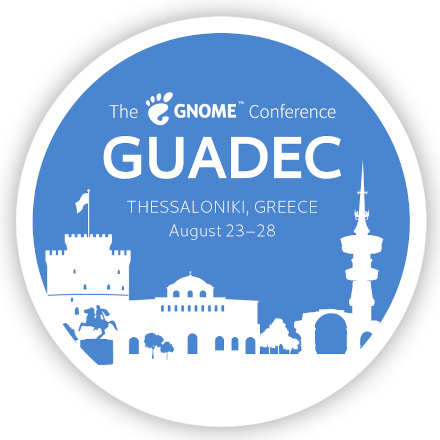 The GNOME™ Conference
GUADEC
THESSALONIKI, GREECE
August 23–28